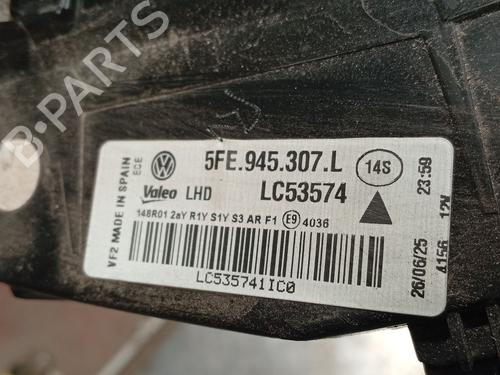 B-PARTS
VF2 MADE IN SPAIN
ECE
5FE.945.307.L
14S
Valeo LHD LC53574
148R01 2aY R1Y S1Y S3 AR F1 E9 4036
LC535741IC0
26/06/25 23:59
4156 12V